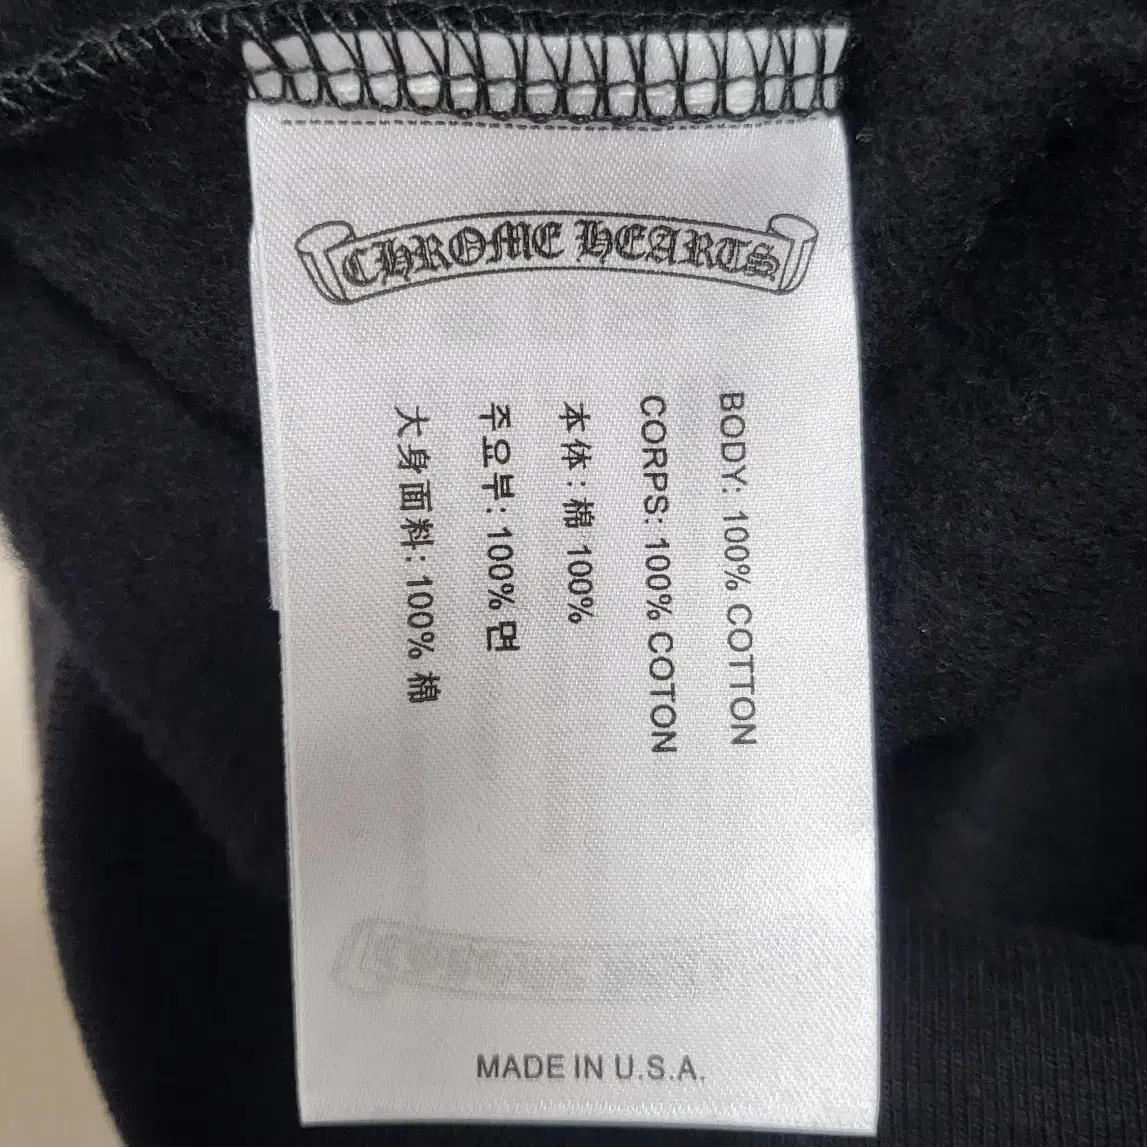 CHROME HEARTS
BODY: 100% COTTON
CORPS: 100% COTON
本体: 棉 100%
주요부: 100% 면
大身面料: 100% 棉
MADE IN U.S.A.